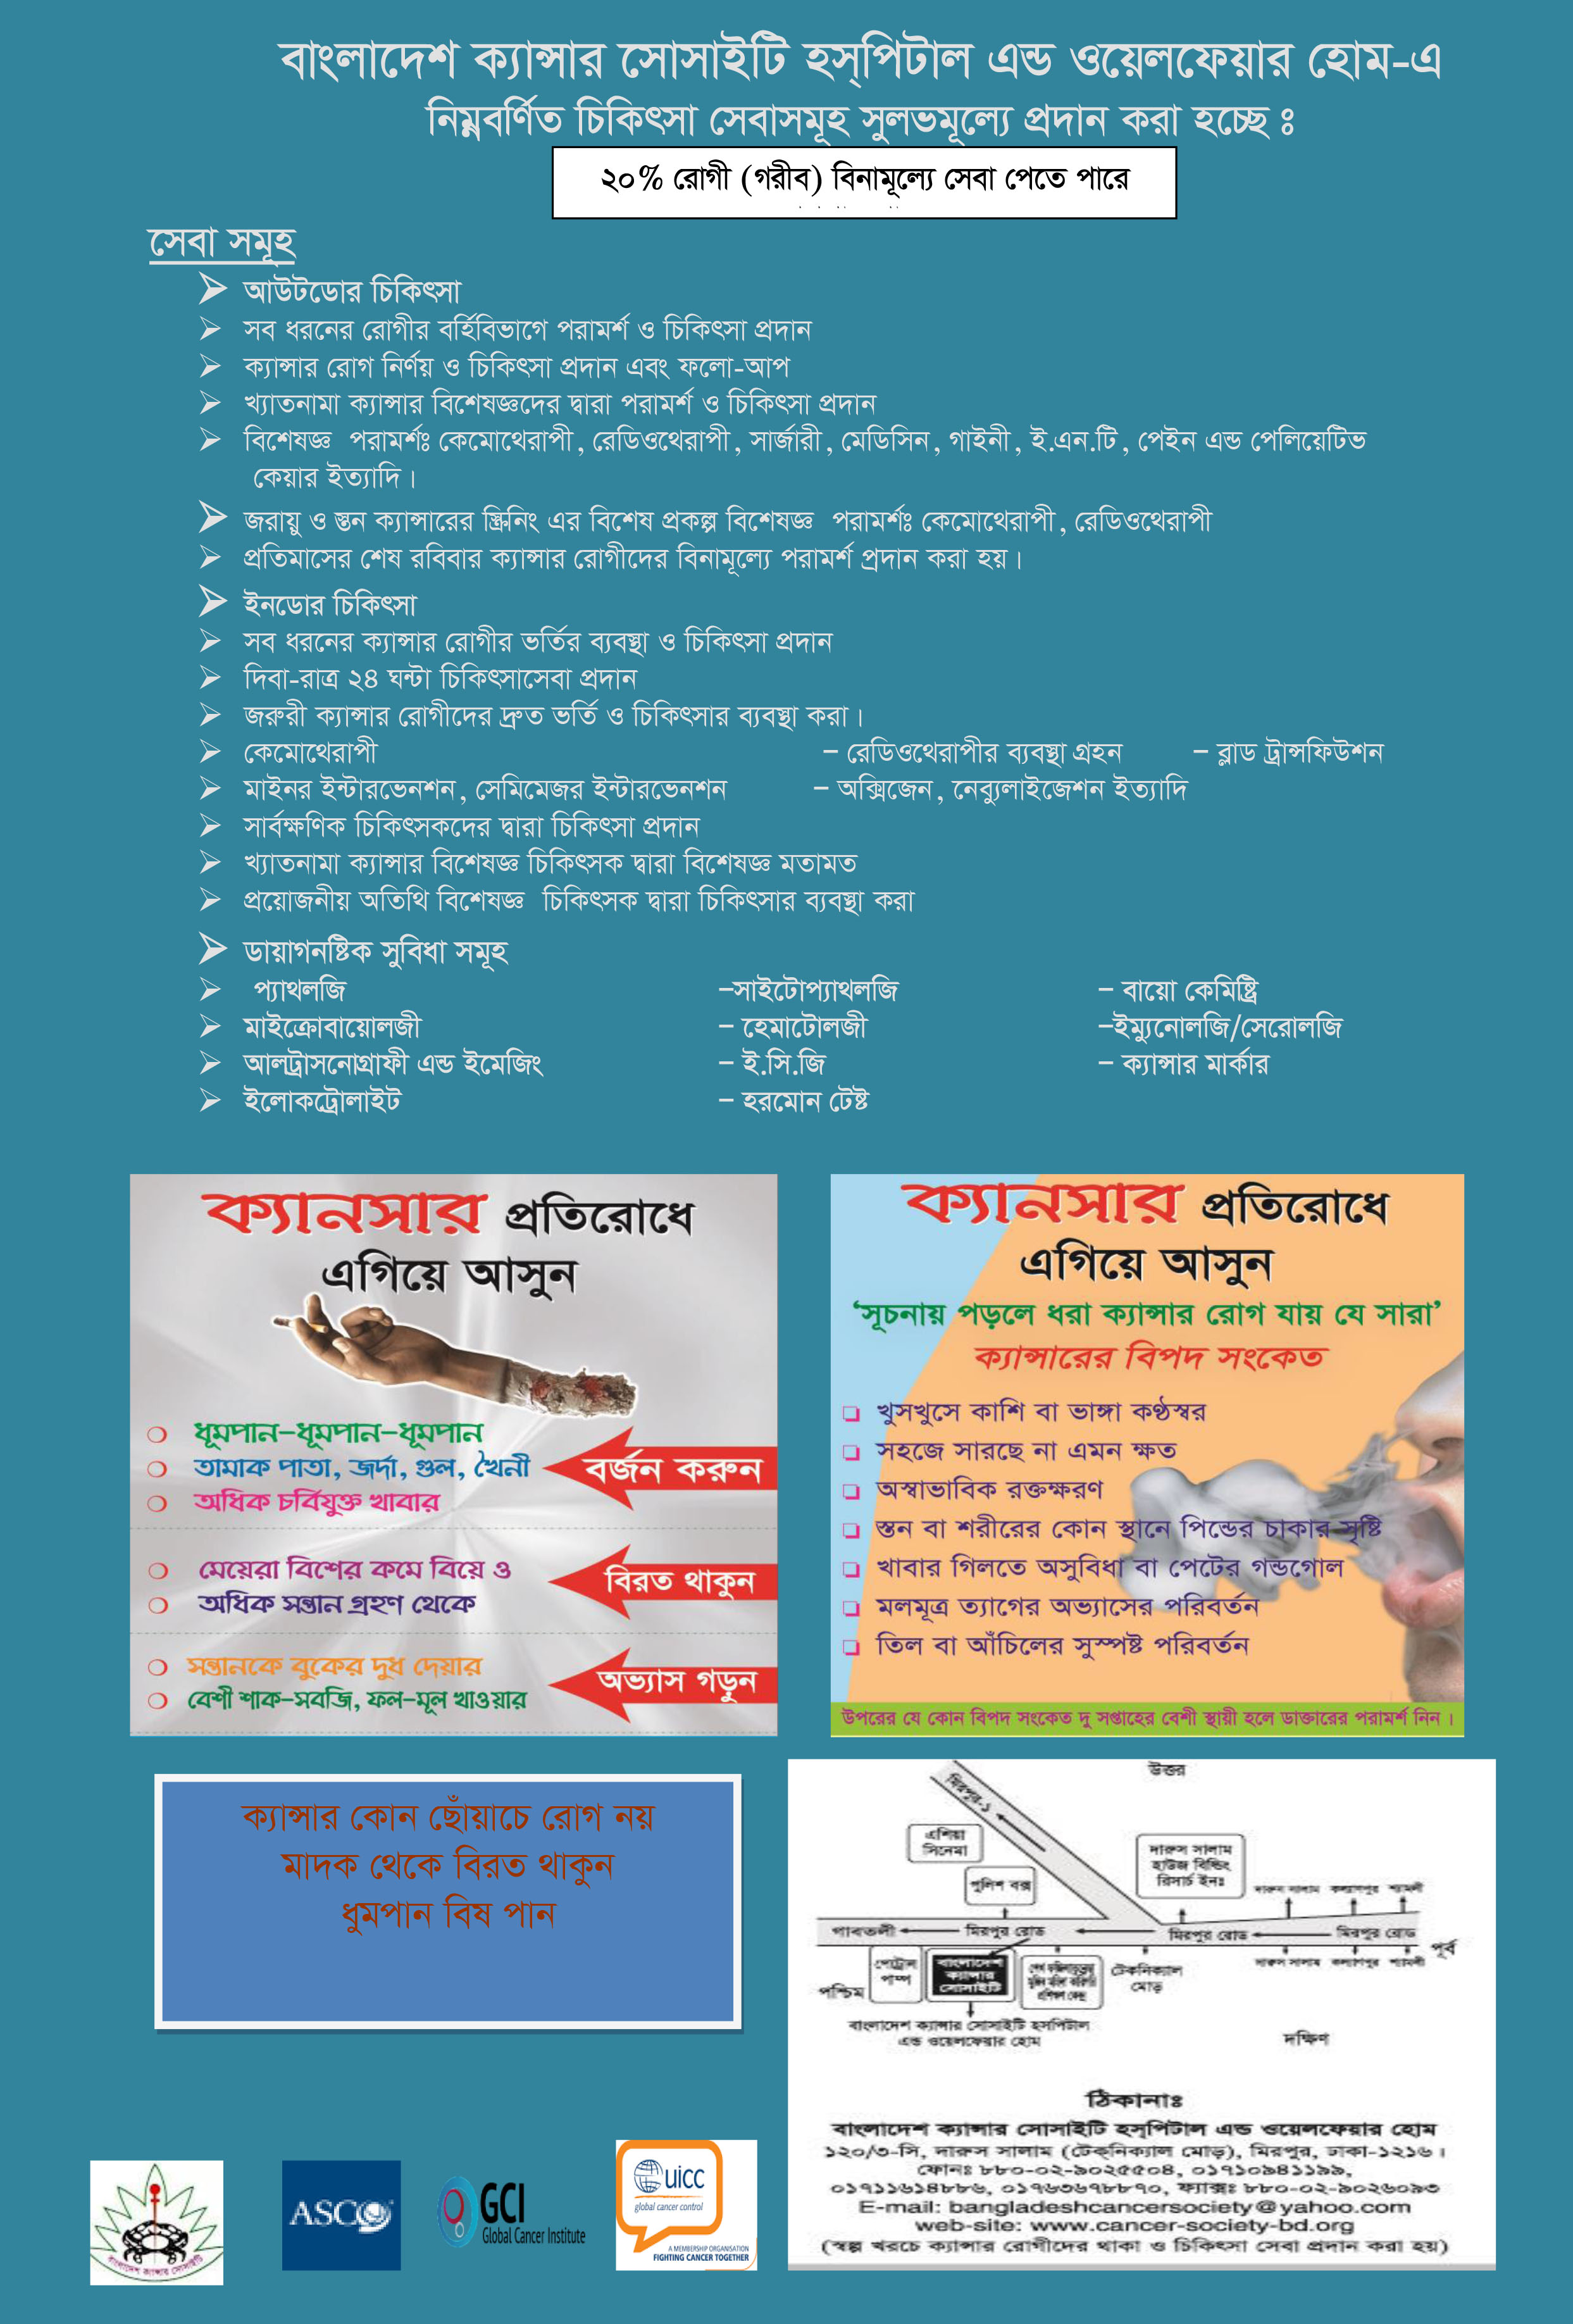 বাংলাদেশ ক্যান্সার সোসাইটি হস্পিটাল এন্ড ওয়েলফেয়ার হোম-এ
নিম্নবর্ণিত চিকিৎসা সেবাসমূহ সুলভমূল্যে প্রদান করা হচ্ছে ঃ
২০% রোগী (গরীব) বিনামূল্যে সেবা পেতে পারে
সেবা সমূহ
আউটডোর চিকিৎসা
সব ধরনের রোগীর বর্হিবিভাগে পরামর্শ ও চিকিৎসা প্রদান
ক্যান্সার রোগ নির্ণয় ও চিকিৎসা প্রদান এবং ফলো-আপ
খ্যাতনামা ক্যান্সার বিশেষজ্ঞদের দ্বারা পরামর্শ ও চিকিৎসা প্রদান
বিশেষজ্ঞ পরামর্শঃ কেমোথেরাপী, রেডিওথেরাপী, সার্জারী, মেডিসিন, গাইনী, ই.এন.টি, পেইন এন্ড পেলিয়েটিভ
কেয়ার ইত্যাদি।
জরায়ু ও স্তন ক্যান্সারের স্ক্রিনিং এর বিশেষ প্রকল্প বিশেষজ্ঞ পরামর্শঃ কেমোথেরাপী, রেডিওথেরাপী
প্রতিমাসের শেষ রবিবার ক্যান্সার রোগীদের বিনামূল্যে পরামর্শ প্রদান করা হয়।
ইনডোর চিকিৎসা
সব ধরনের ক্যান্সার রোগীর ভর্তির ব্যবস্থা ও চিকিৎসা প্রদান
দিবা-রাত্র ২৪ ঘন্টা চিকিৎসাসেবা প্রদান
জরুরী ক্যান্সার রোগীদের দ্রুত ভর্তি ও চিকিৎসার ব্যবস্থা করা।
কেমোথেরাপী – রেডিওথেরাপীর ব্যবস্থা গ্রহন – ব্লাড ট্রান্সফিউশন
মাইনর ইন্টারভেনশন, সেমিমেজর ইন্টারভেনশন – অক্সিজেন, নেব্যুলাইজেশন ইত্যাদি
সার্বক্ষণিক চিকিৎসকদের দ্বারা চিকিৎসা প্রদান
খ্যাতনামা ক্যান্সার বিশেষজ্ঞ চিকিৎসক দ্বারা বিশেষজ্ঞ মতামত
প্রয়োজনীয় অতিথি বিশেষজ্ঞ চিকিৎসক দ্বারা চিকিৎসার ব্যবস্থা করা
ডায়াগনষ্টিক সুবিধা সমূহ
প্যাথলজি –সাইটোপ্যাথলজি – বায়ো কেমিষ্ট্রি
মাইক্রোবায়োলজী – হেমাটোলজী –ইম্যুনোলজি/সেরোলজি
আলট্রাসনোগ্রাফী এন্ড ইমেজিং – ই.সি.জি – ক্যান্সার মার্কার
ইলোকট্রোলাইট – হরমোন টেষ্ট
ক্যানসার প্রতিরোধে
এগিয়ে আসুন
ধূমপান–ধূমপান–ধূমপান
তামাক পাতা, জর্দা, গুল, খৈনী
অধিক চর্বিযুক্ত খাবার
বর্জন করুন
মেয়েরা বিশের কমে বিয়ে ও
অধিক সন্তান গ্রহণ থেকে
বিরত থাকুন
সন্তানকে বুকের দুধ দেয়ার
বেশী শাক–সবজি, ফল–মূল খাওয়ার
অভ্যাস গড়ুন
ক্যানসার প্রতিরোধে
এগিয়ে আসুন
‘সূচনায় পড়লে ধরা ক্যান্সার রোগ যায় যে সারা’
ক্যান্সারের বিপদ সংকেত
খুসখুসে কাশি বা ভাঙ্গা কণ্ঠস্বর
সহজে সারছে না এমন ক্ষত
অস্বাভাবিক রক্তক্ষরণ
স্তন বা শরীরের কোন স্থানে পিন্ডের চাকার সৃষ্টি
খাবার গিলতে অসুবিধা বা পেটের গন্ডগোল
মলমূত্র ত্যাগের অভ্যাসের পরিবর্তন
তিল বা আঁচিলের সুস্পষ্ট পরিবর্তন
উপরের যে কোন বিপদ সংকেত দু সপ্তাহের বেশী স্থায়ী হলে ডাক্তারের পরামর্শ নিন।
ক্যান্সার কোন ছোঁয়াচে রোগ নয়
মাদক থেকে বিরত থাকুন
ধুমপান বিষ পান
উত্তর
মিরপুর-১
এশিয়া
সিনেমা
পুলিশ বক্স
দারুস সালাম
হাউজ বিল্ডিং
রিসার্চ ইনঃ
দারুস সালাম কল্যাণপুর শ্যামলী
গাবতলী মিরপুর রোড মিরপুর রোড মিরপুর রোড
পূর্ব
দারুস সালাম কল্যাণপুর শ্যামলী
পেট্রোল
পাম্প
বাংলাদেশ
ক্যান্সার
সোসাইটি
টেকনিক্যাল
মোড়
পশ্চিম
বাংলাদেশ ক্যান্সার সোসাইটি হসপিটাল
এন্ড ওয়েলফেয়ার হোম
দক্ষিণ
ঠিকানাঃ
বাংলাদেশ ক্যান্সার সোসাইটি হস্পিটাল এন্ড ওয়েলফেয়ার হোম
১২০/৩-সি, দারুস সালাম (টেক্নিক্যাল মোড়), মিরপুর, ঢাকা-১২১৬।
ফোনঃ ৮৮০-০২-৯০২৫৫০৪, ০১৭১০৯৪১১৯৯,
০১৭১১৬১৪৮৮৬, ০১৭৬৩৬৭৮৮৭০, ফ্যাক্সঃ ৮৮০-০২-৯০২৬০৯৩
E-mail: bangladeshcancersociety@yahoo.com
web-site: www.cancer-society-bd.org
(স্বল্প খরচে ক্যান্সার রোগীদের থাকা ও চিকিৎসা সেবা প্রদান করা হয়)
বাংলাদেশ ক্যান্সার সোসাইটি
ASCO
GCI
Global Cancer Institute
uicc
global cancer control
A MEMBERSHIP ORGANISATION
FIGHTING CANCER TOGETHER